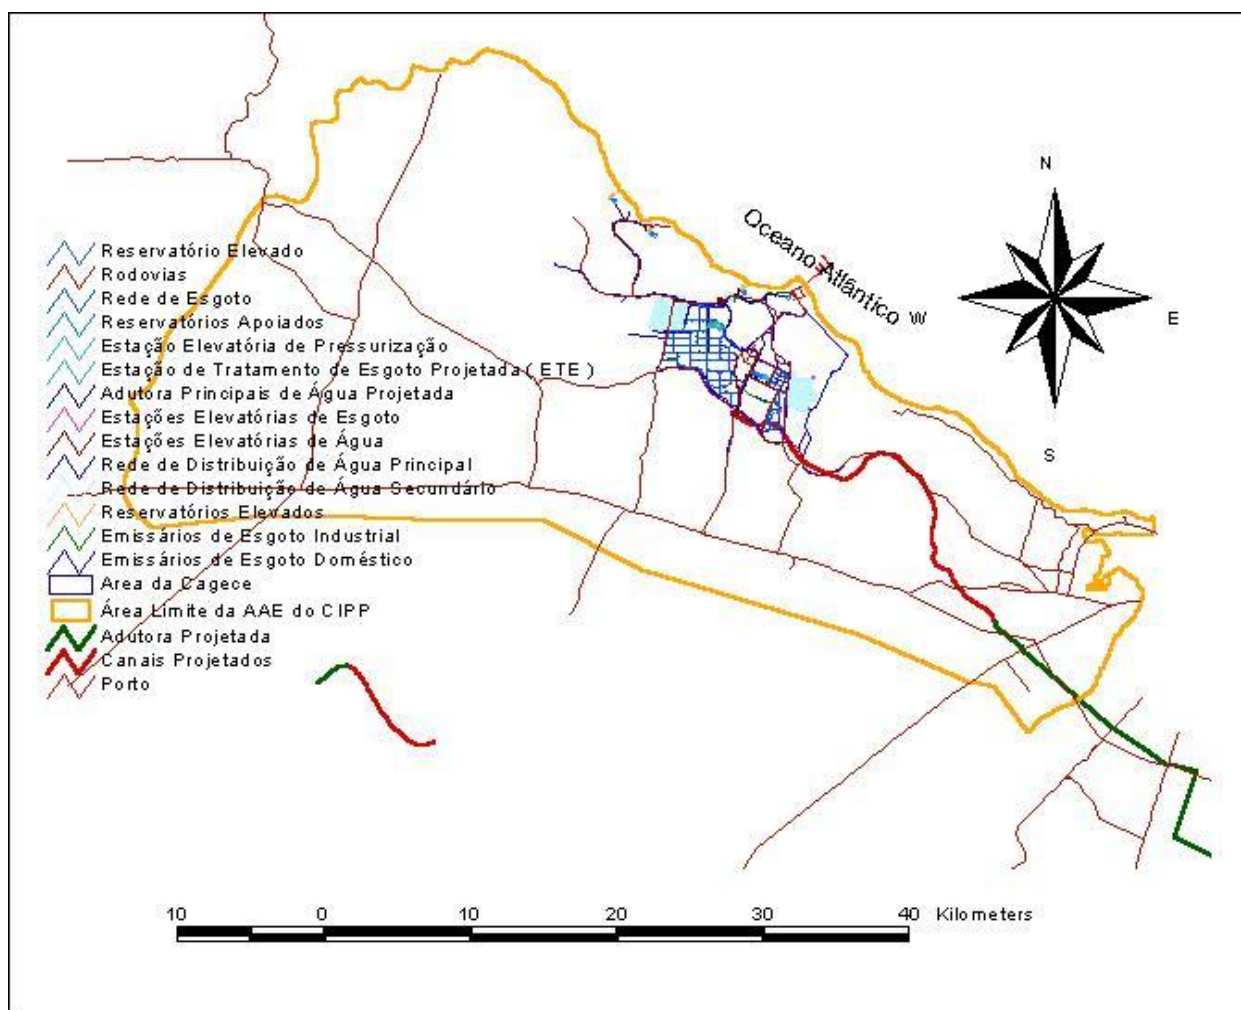 N
Oceano Atlântico
W
E
S
Reservatório Elevado
Rodovias
Rede de Esgoto
Reservatórios Apoiados
Estação Elevatória de Pressurização
Estação de Tratamento de Esgoto Projetada ( ETE )
Adutora Principais de Água Projetada
Estações Elevatórias de Esgoto
Estações Elevatórias de Água
Rede de Distribuição de Água Principal
Rede de Distribuição de Água Secundário
Reservatórios Elevados
Emissários de Esgoto Industrial
Emissários de Esgoto Doméstico
Area da Cagece
Área Límite da AAE do CIPP
Adutora Projetada
Canais Projetados
Porto
10 0 10 20 30 40 Kilometers